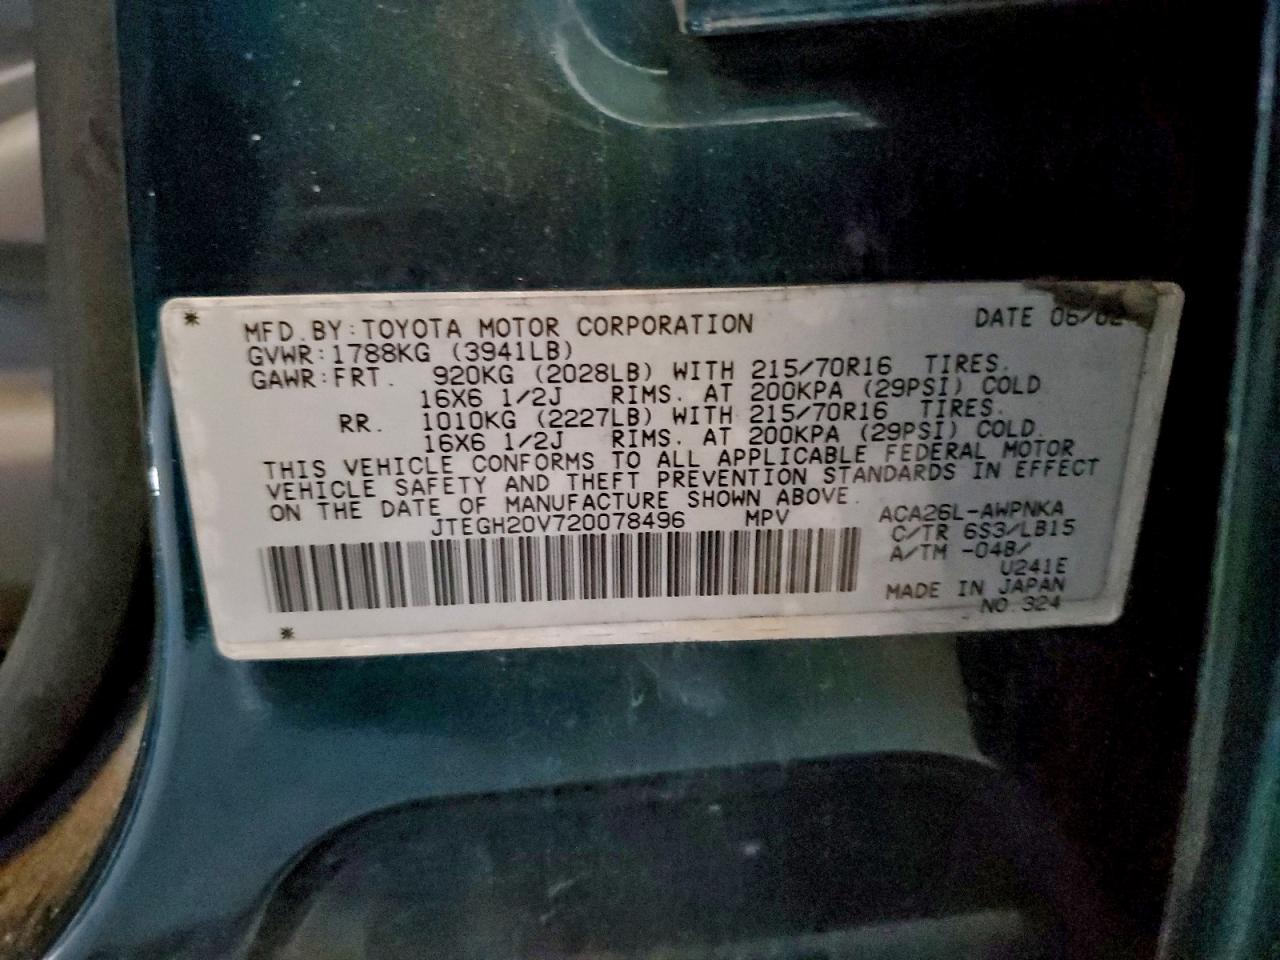 *
MFD.BY:TOYOTA MOTOR CORPORATION DATE 06/02
GVWR:1788KG (3941LB)
GAWR:FRT. 920KG (2028LB) WITH 215/70R16 TIRES.
16X6 1/2J RIMS. AT 200KPA (29PSI) COLD
RR. 1010KG (2227LB) WITH 215/70R16 TIRES.
16X6 1/2J RIMS. AT 200KPA (29PSI) COLD.
THIS VEHICLE CONFORMS TO ALL APPLICABLE FEDERAL MOTOR
VEHICLE SAFETY AND THEFT PREVENTION STANDARDS IN EFFECT
ON THE DATE OF MANUFACTURE SHOWN ABOVE.
JTEGH20V720078496 MPV
ACA26L-AWPNKA
C/TR 6S3/LB15
A/TM -04B/
U241E
MADE IN JAPAN
NO.324
*